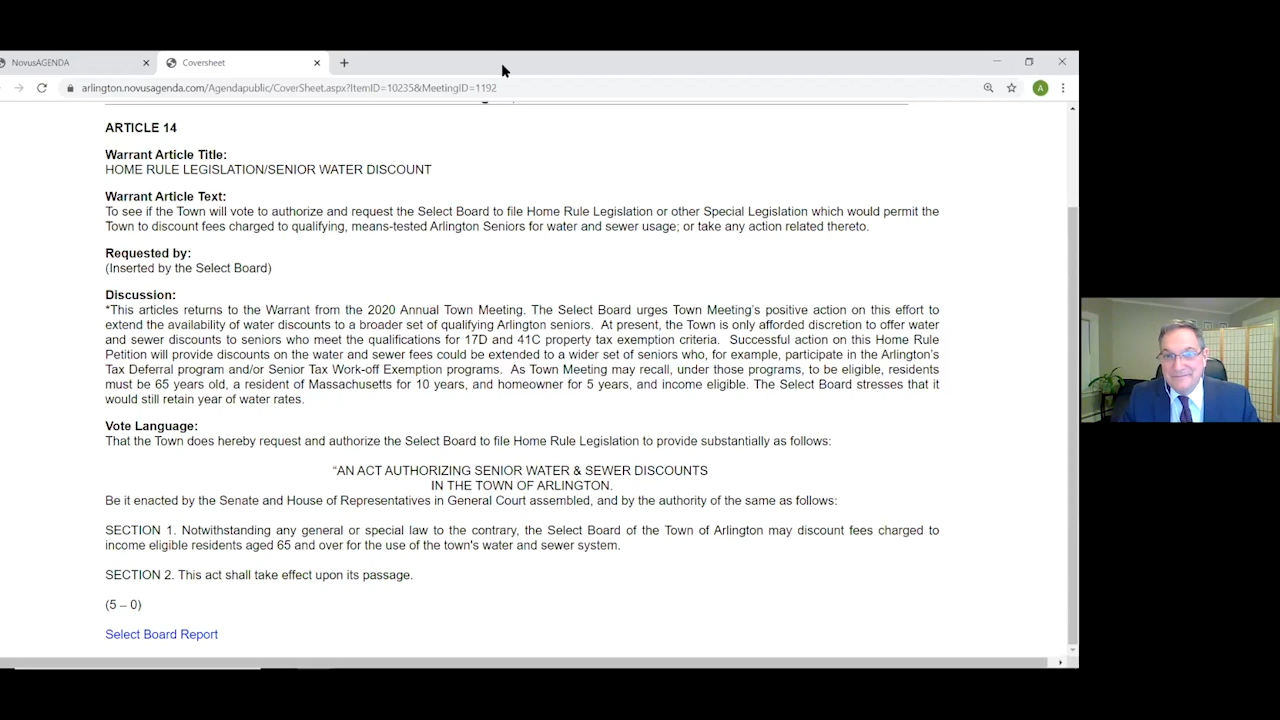 NovusAGENDA
Coversheet
arlington.novusagenda.com/Agendapublic/CoverSheet.aspx?ItemID=10235&MeetingID=1192
A
ARTICLE 14
Warrant Article Title:
HOME RULE LEGISLATION/SENIOR WATER DISCOUNT
Warrant Article Text:
To see if the Town will vote to authorize and request the Select Board to file Home Rule Legislation or other Special Legislation which would permit the
Town to discount fees charged to qualifying, means-tested Arlington Seniors for water and sewer usage; or take any action related thereto.
Requested by:
(Inserted by the Select Board)
Discussion:
*This articles returns to the Warrant from the 2020 Annual Town Meeting. The Select Board urges Town Meeting's positive action on this effort to
extend the availability of water discounts to a broader set of qualifying Arlington seniors. At present, the Town is only afforded discretion to offer water
and sewer discounts to seniors who meet the qualifications for 17D and 41C property tax exemption criteria. Successful action on this Home Rule
Petition will provide discounts on the water and sewer fees could be extended to a wider set of seniors who, for example, participate in the Arlington's
Tax Deferral program and/or Senior Tax Work-off Exemption programs. As Town Meeting may recall, under those programs, to be eligible, residents
must be 65 years old, a resident of Massachusetts for 10 years, and homeowner for 5 years, and income eligible. The Select Board stresses that it
would still retain year of water rates.
Vote Language:
That the Town does hereby request and authorize the Select Board to file Home Rule Legislation to provide substantially as follows:
"AN ACT AUTHORIZING SENIOR WATER & SEWER DISCOUNTS
IN THE TOWN OF ARLINGTON.
Be it enacted by the Senate and House of Representatives in General Court assembled, and by the authority of the same as follows:
SECTION 1. Notwithstanding any general or special law to the contrary, the Select Board of the Town of Arlington may discount fees charged to
income eligible residents aged 65 and over for the use of the town's water and sewer system.
SECTION 2. This act shall take effect upon its passage.
(5 – 0)
Select Board Report